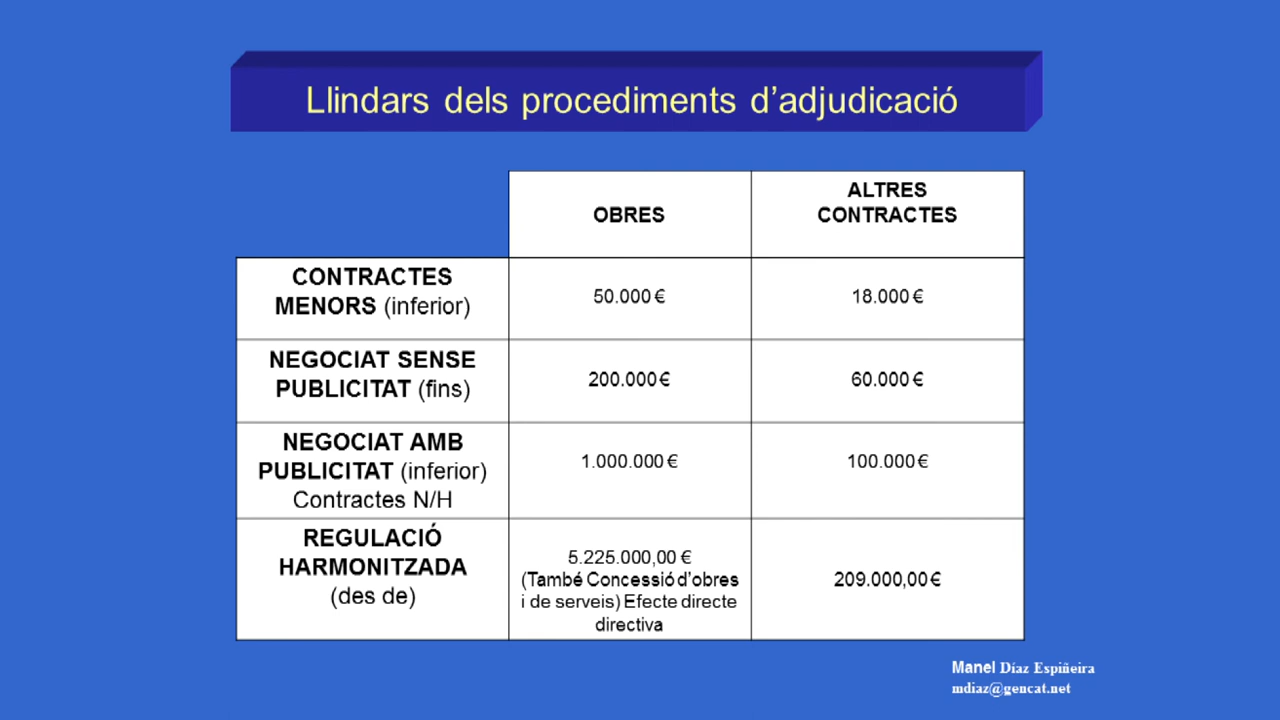 Llindars dels procediments d’adjudicació
OBRES
ALTRES
CONTRACTES
CONTRACTES
MENORS (inferior)
50.000 €
18.000 €
NEGOCIAT SENSE
PUBLICITAT (fins)
200.000 €
60.000 €
NEGOCIAT AMB
PUBLICITAT (inferior)
Contractes N/H
1.000.000 €
100.000 €
REGULACIÓ
HARMONITZADA
(des de)
5.225.000,00 €
(També Concessió d’obres
i de serveis) Efecte directe
directiva
209.000,00 €
Manel Díaz Espiñeira
mdiaz@gencat.net